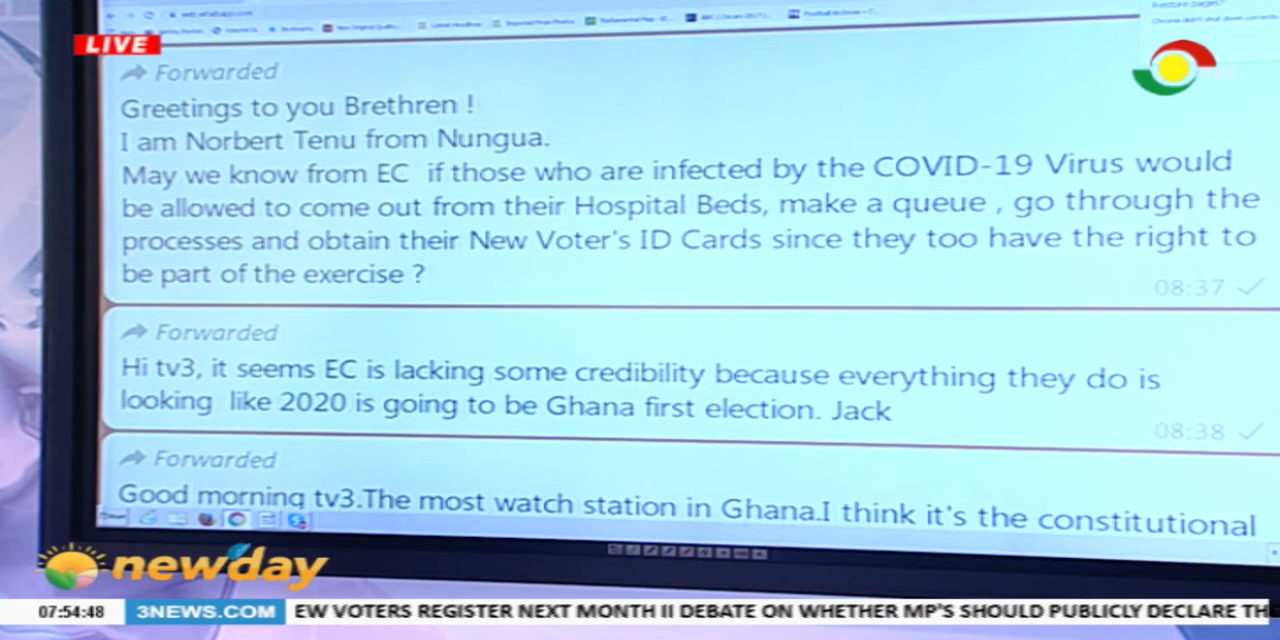 web.whatsapp.com
LIVE
Forwarded
Greetings to you Brethren !
I am Norbert Tenu from Nungua.
May we know from EC if those who are infected by the COVID-19 Virus would
be allowed to come out from their Hospital Beds, make a queue , go through the
processes and obtain their New Voter's ID Cards since they too have the right to
be part of the exercise ?
08:37
Forwarded
Hi tv3, it seems EC is lacking some credibility because everything they do is
looking like 2020 is going to be Ghana first election. Jack
08:38
Forwarded
Good morning tv3.The most watch station in Ghana.I think it's the constitutional
newday
07:54:48
3NEWS.COM
EW VOTERS REGISTER NEXT MONTH II DEBATE ON WHETHER MP'S SHOULD PUBLICLY DECLARE TH